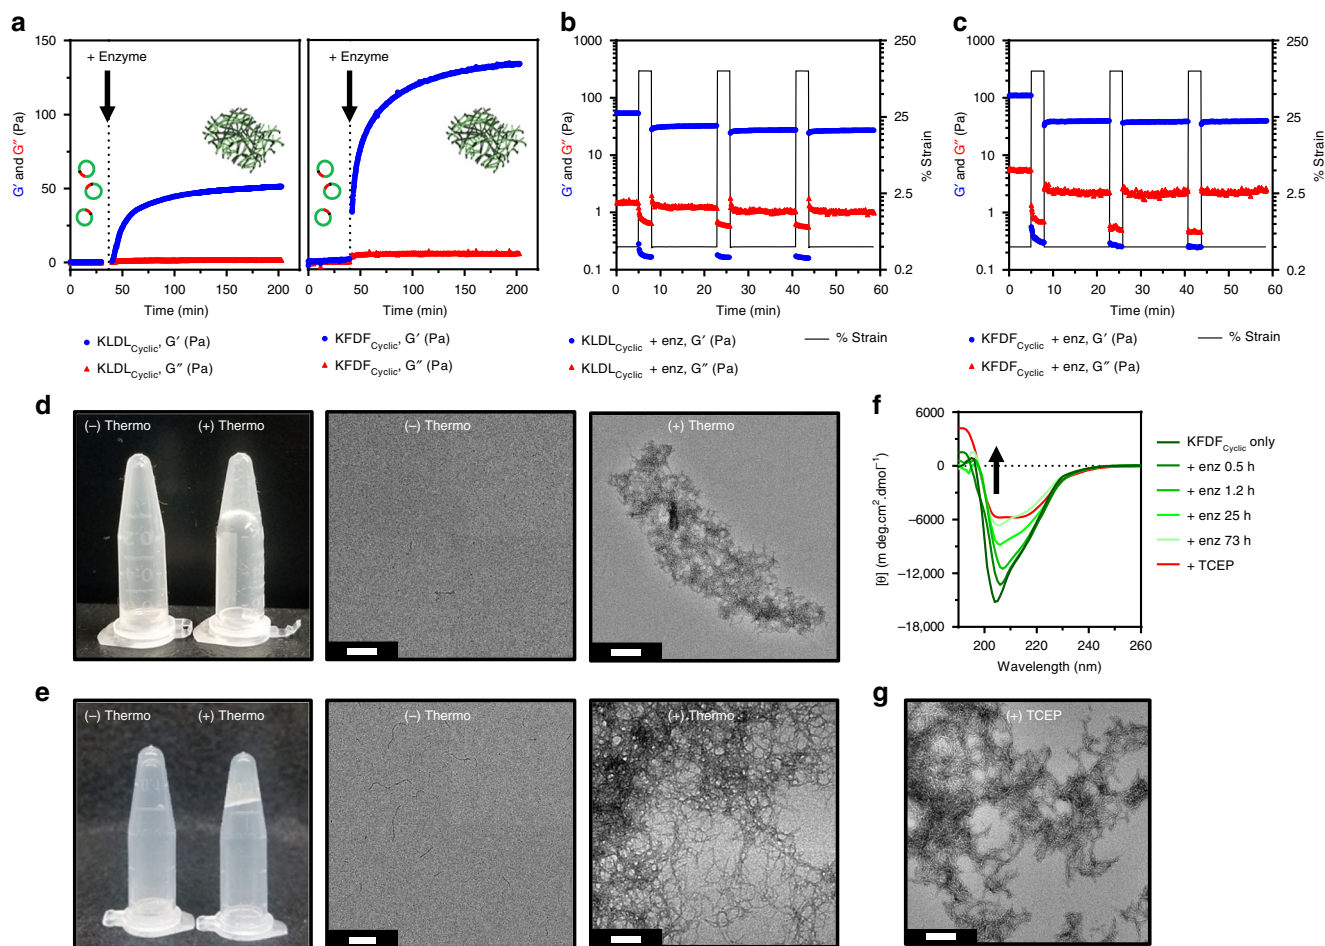 a
150
100
50
0
G′ and G″ (Pa)
+ Enzyme
+ Enzyme
0 50 100 150 200
0 50 100 150 200
Time (min)
Time (min)
KLDLCyclic, G′ (Pa)
KLDLCyclic, G″ (Pa)
KFDFCyclic, G′ (Pa)
KFDFCyclic, G″ (Pa)
b
1000
100
10
1
0.1
G′ and G″ (Pa)
250
25
2.5
0.2
% Strain
0 10 20 30 40 50 60
Time (min)
KLDLCyclic + enz, G′ (Pa)
KLDLCyclic + enz, G″ (Pa)
% Strain
c
1000
100
10
1
0.1
G′ and G″ (Pa)
250
25
2.5
0.2
% Strain
0 10 20 30 40 50 60
Time (min)
KFDFCyclic + enz, G′ (Pa)
KFDFCyclic + enz, G″ (Pa)
% Strain
d
(–) Thermo (+) Thermo
(–) Thermo
(+) Thermo
e
(–) Thermo (+) Thermo
(–) Thermo
(+) Thermo
f
6000
0
–6000
–12,000
–18,000
[θ] (m deg.cm2.dmol–1)
200 220 240 260
Wavelength (nm)
KFDFCyclic only
+ enz 0.5 h
+ enz 1.2 h
+ enz 25 h
+ enz 73 h
+ TCEP
g
(+) TCEP